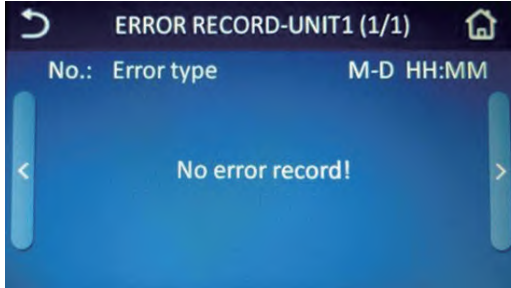 ERROR RECORD-UNIT1 (1/1)
No.: Error type M-D HH:MM
No error record!